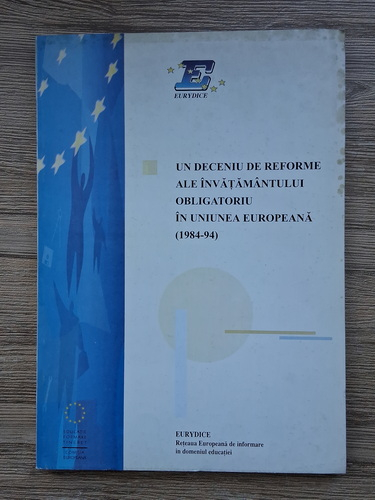 E
EURYDICE
UN DECENIU DE REFORME
ALE ÎNVĂȚĂMÂNTULUI
OBLIGATORIU
ÎN UNIUNEA EUROPEANĂ
(1984-94)
EURYDICE
Rețeaua Europeană de informare
în domeniul educației